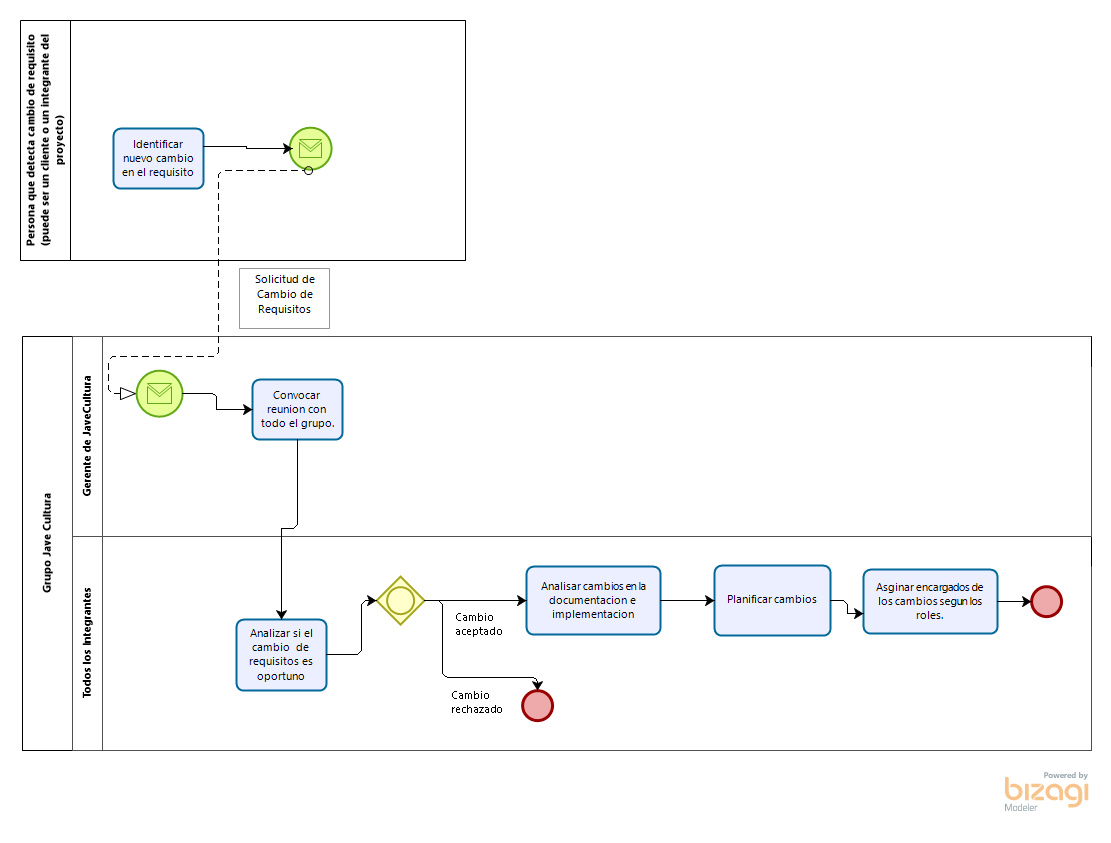 Persona que detecta cambio de requisito
(puede ser un cliente o un integrante del
proyecto)
Identificar
nuevo cambio
en el requisito
Solicitud de
Cambio de
Requisitos
Grupo Jave Cultura
Gerente de JaveCultura
Convocar
reunion con
todo el grupo.
Todos los Integrantes
Analizar si el
cambio de
requisitos es
oportuno
Cambio
aceptado
Cambio
rechazado
Analisar cambios en la
documentacion e
implementacion
Planificar cambios
Asginar encargados de
los cambios segun los
roles.
Powered by
bizagi
Modeler